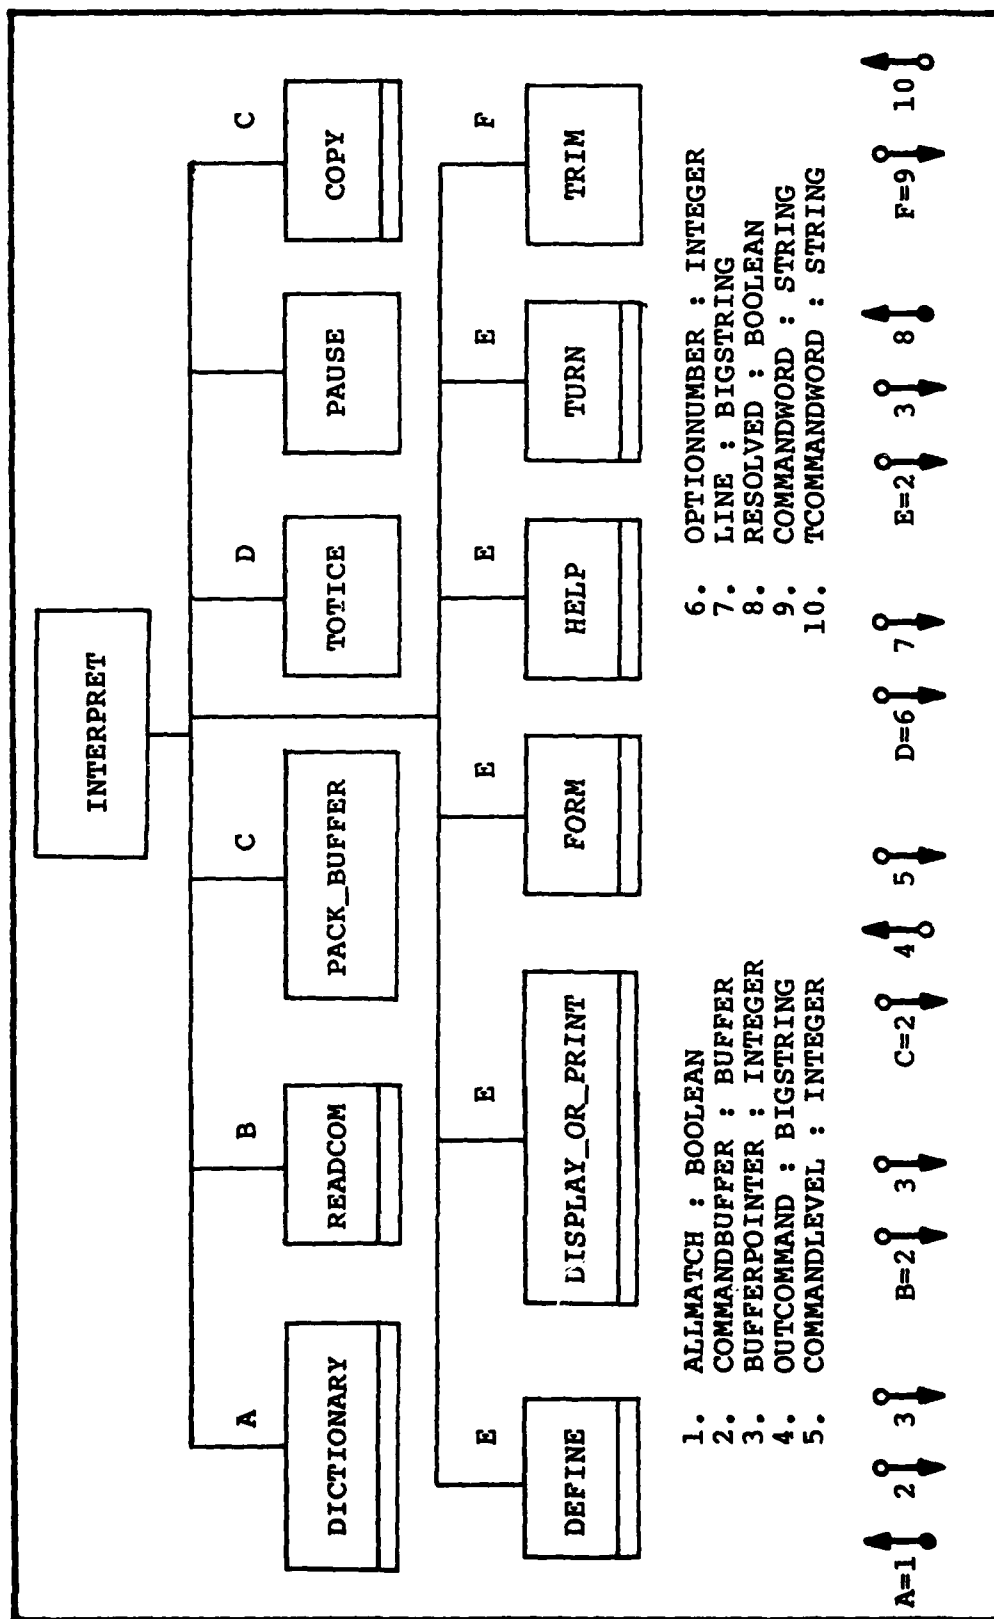 INTERPRET
A B C D C
DICTIONARY READCOM PACK_BUFFER TOTICE PAUSE COPY
E E E E E F
DEFINE DISPLAY_OR_PRINT FORM HELP TURN TRIM
1. ALLMATCH : BOOLEAN
2. COMMANDBUFFER : BUFFER
3. BUFFERPOINTER : INTEGER
4. OUTCOMMAND : BIGSTRING
5. COMMANDLEVEL : INTEGER
6. OPTIONNUMBER : INTEGER
7. LINE : BIGSTRING
8. RESOLVED : BOOLEAN
9. COMMANDWORD : STRING
10. TCOMMANDWORD : STRING
A=1 2 3 B=2 3 C=2 4 5 D=6 7 E=2 3 8 F=9 10